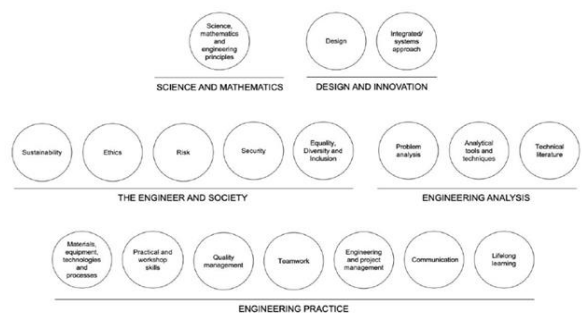 Science,
mathematics
and
engineering
principles
Design
Integrated/
systems
approach
SCIENCE AND MATHEMATICS
DESIGN AND INNOVATION
Sustainability
Ethics
Risk
Security
Equality,
Diversity and
Inclusion
Problem
analysis
Analytical
tools and
techniques
Technical
literature
THE ENGINEER AND SOCIETY
ENGINEERING ANALYSIS
Materials,
equipment,
technologies
and
processes
Practical and
workshop
skills
Quality
management
Teamwork
Engineering
and project
management
Communication
Lifelong
learning
ENGINEERING PRACTICE